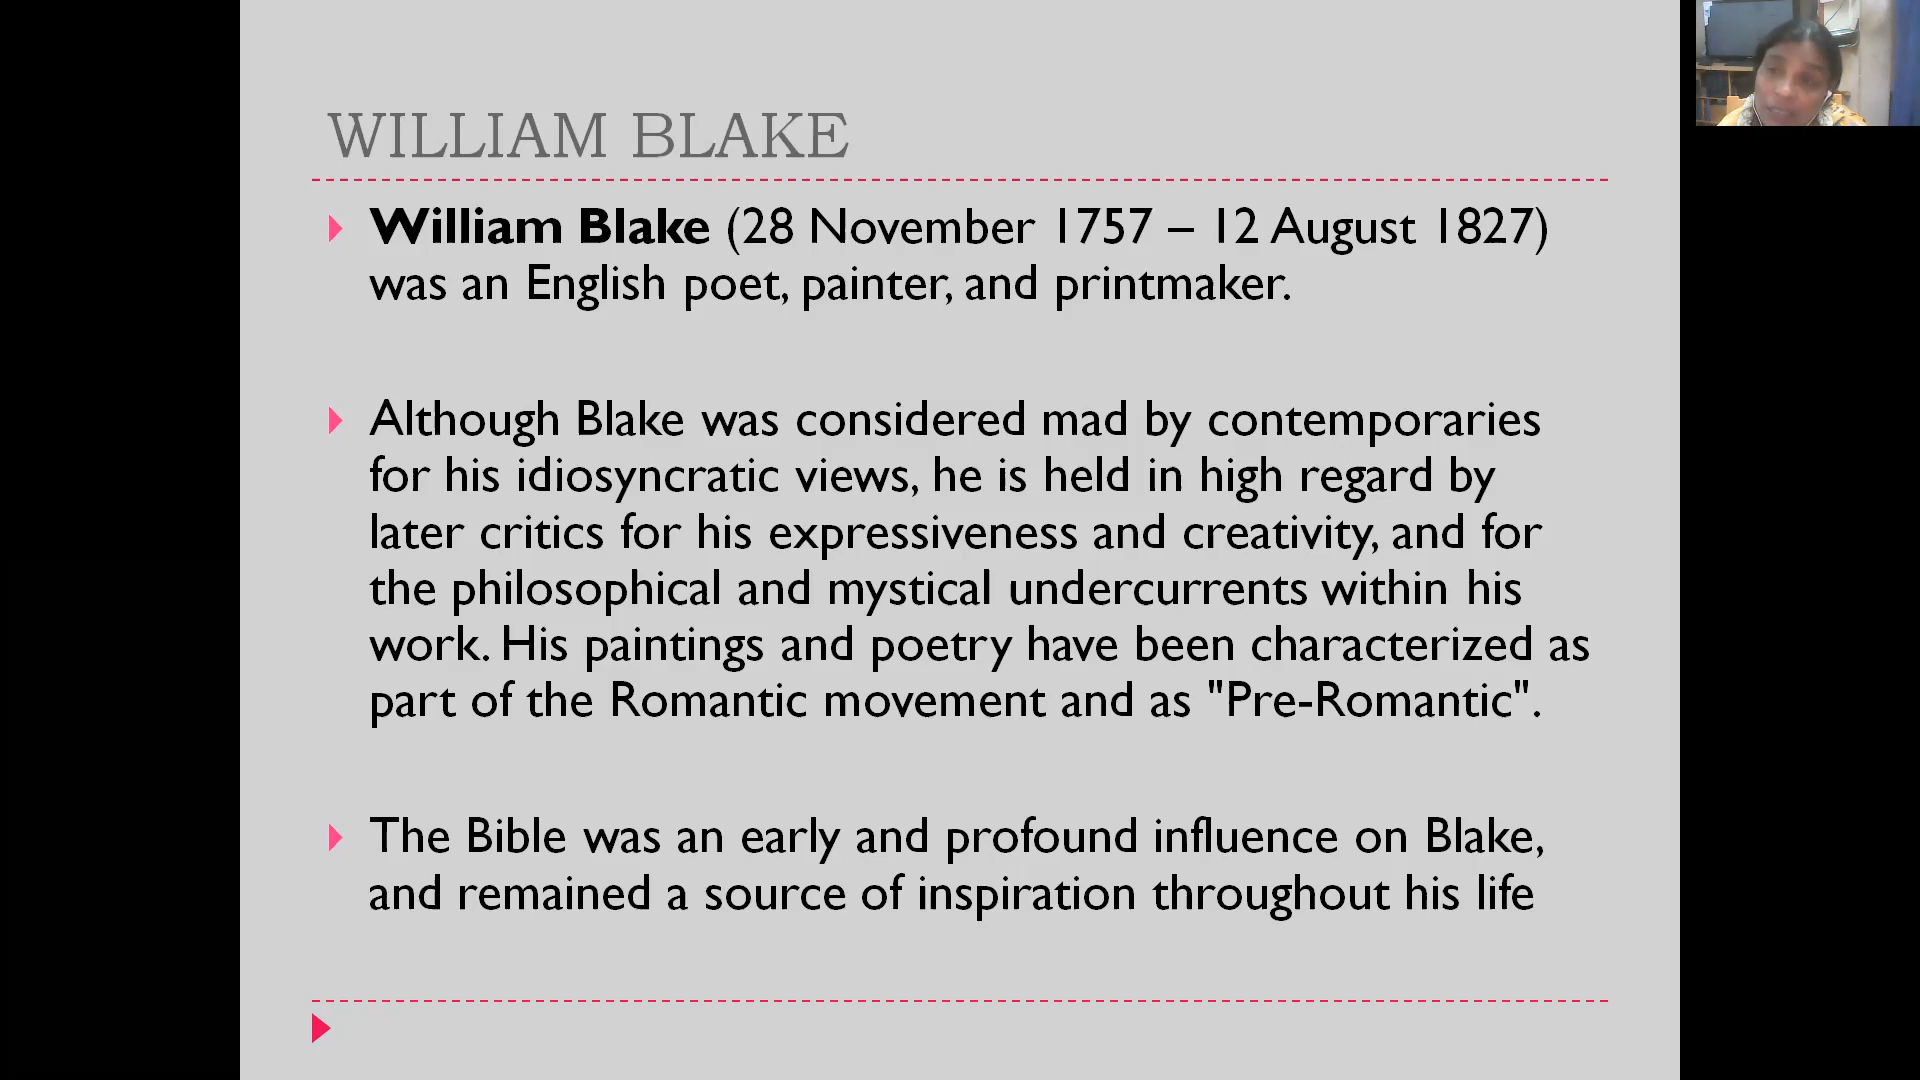 WILLIAM BLAKE
William Blake (28 November 1757 – 12 August 1827)
was an English poet, painter, and printmaker.
Although Blake was considered mad by contemporaries
for his idiosyncratic views, he is held in high regard by
later critics for his expressiveness and creativity, and for
the philosophical and mystical undercurrents within his
work. His paintings and poetry have been characterized as
part of the Romantic movement and as "Pre-Romantic".
The Bible was an early and profound influence on Blake,
and remained a source of inspiration throughout his life